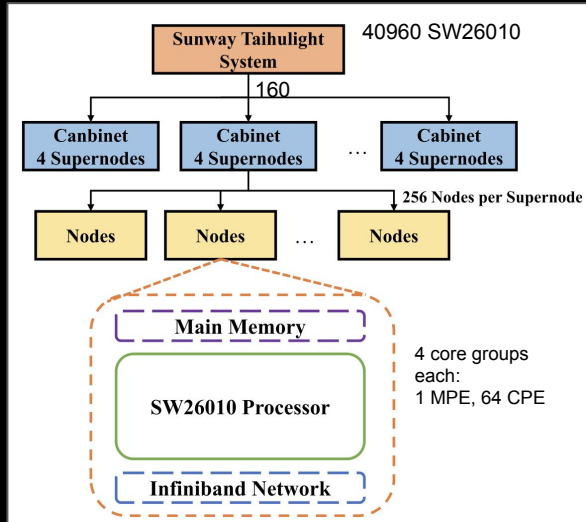 Sunway Taihulight
System
40960 SW26010
160
Canbinet
4 Supernodes
Cabinet
4 Supernodes
...
Cabinet
4 Supernodes
256 Nodes per Supernode
Nodes
Nodes
...
Nodes
Main Memory
SW26010 Processor
Infiniband Network
4 core groups
each:
1 MPE, 64 CPE